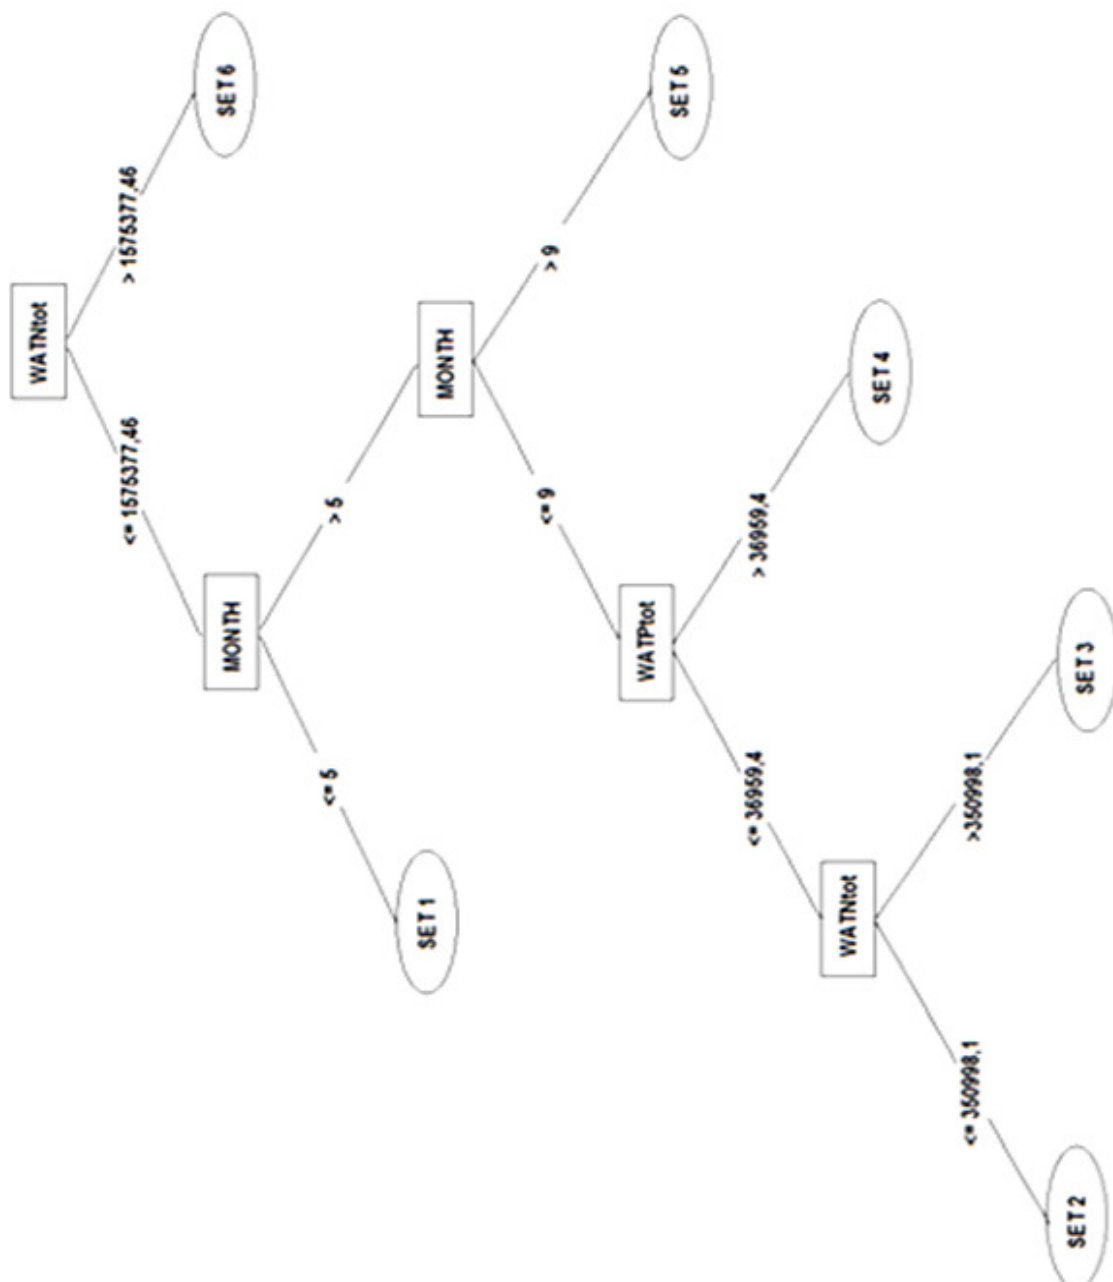 WATNtot
<= 1575377,46
> 1575377,46
MONTH
SET 6
<= 5
> 5
SET 1
MONTH
<= 9
> 9
WATPtot
SET 5
<= 36959,4
> 36959,4
WATNtot
SET 4
<= 350998,1
>350998,1
SET 2
SET 3